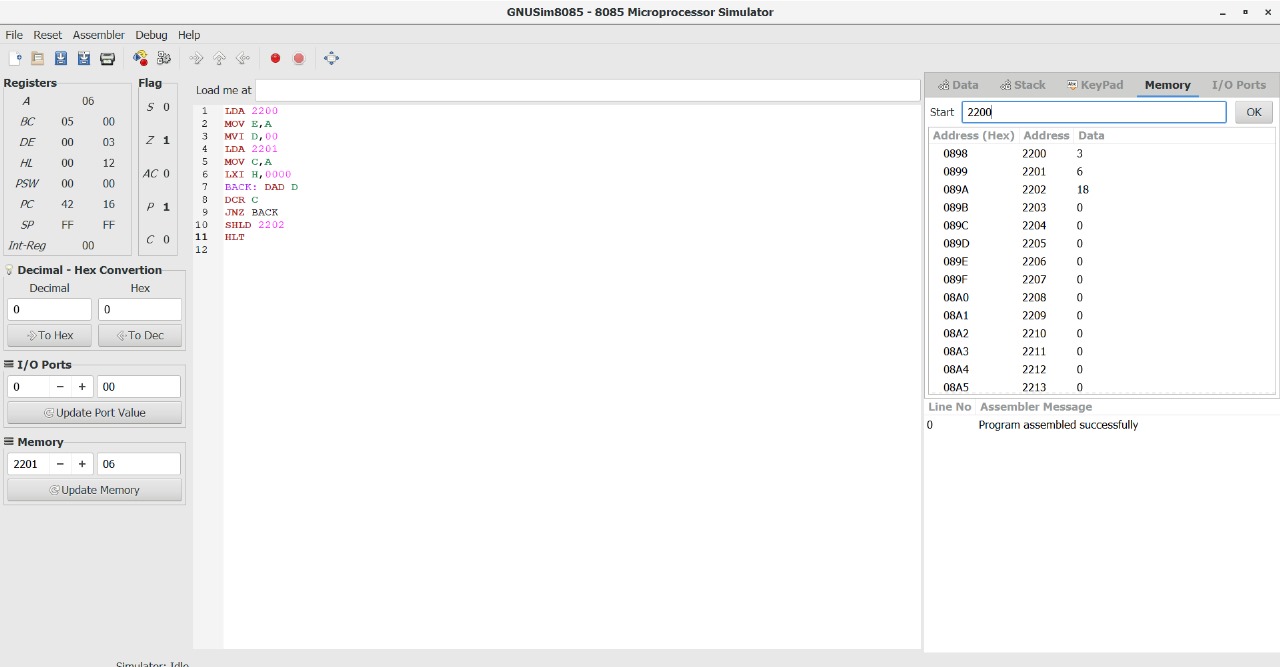 GNUSim8085 - 8085 Microprocessor Simulator
File Reset Assembler Debug Help
Registers
A 06
BC 05 00
DE 00 03
HL 00 12
PSW 00 00
PC 42 16
SP FF FF
Int-Reg 00
Flag
S 0
Z 1
AC 0
P 1
C 0
Decimal - Hex Convertion
Decimal Hex
0 0
To Hex To Dec
I/O Ports
0 − + 00
Update Port Value
Memory
2201 − + 06
Update Memory
Load me at
1 LDA 2200
2 MOV E,A
3 MVI D,00
4 LDA 2201
5 MOV C,A
6 LXI H,0000
7 BACK: DAD D
8 DCR C
9 JNZ BACK
10 SHLD 2202
11 HLT
12
Data Stack KeyPad Memory I/O Ports
Start 2200 OK
Address (Hex) Address Data
0898 2200 3
0899 2201 6
089A 2202 18
089B 2203 0
089C 2204 0
089D 2205 0
089E 2206 0
089F 2207 0
08A0 2208 0
08A1 2209 0
08A2 2210 0
08A3 2211 0
08A4 2212 0
08A5 2213 0
Line No Assembler Message
0 Program assembled successfully
Simulator: Idle